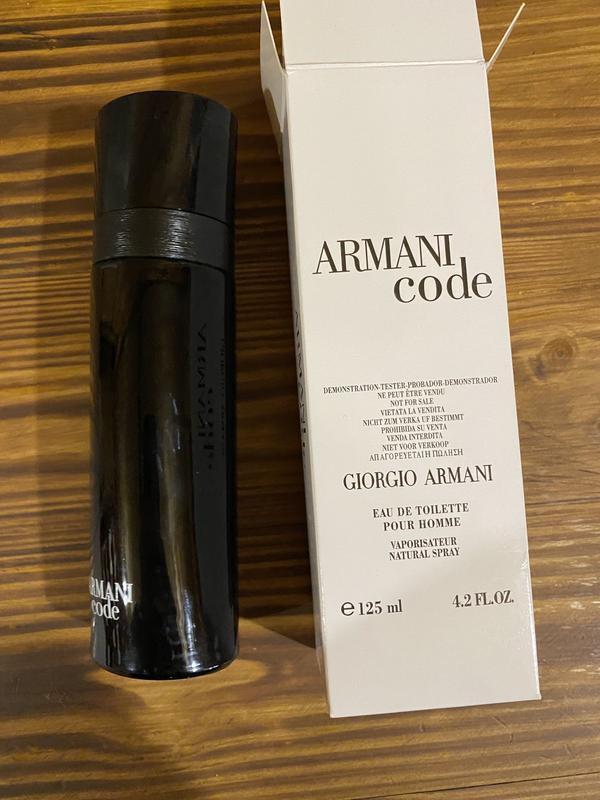 ARMANI
code
DEMONSTRATION-TESTER-PROBADOR-DEMONSTRADOR
NE PEUT ÊTRE VENDU
NOT FOR SALE
VIETATA LA VENDITA
NICHT ZUM VERKA UF BESTIMMT
PROHIBIDA SU VENTA
VENDA INTERDITA
NIET VOOR VERKOOP
ΑΠΑΓΟΡΕΥΕΤΑΙ Η ΠΩΛΗΣΗ
GIORGIO ARMANI
EAU DE TOILETTE
POUR HOMME
VAPORISATEUR
NATURAL SPRAY
e 125 ml 4.2 FL.OZ.
ARMANI
code